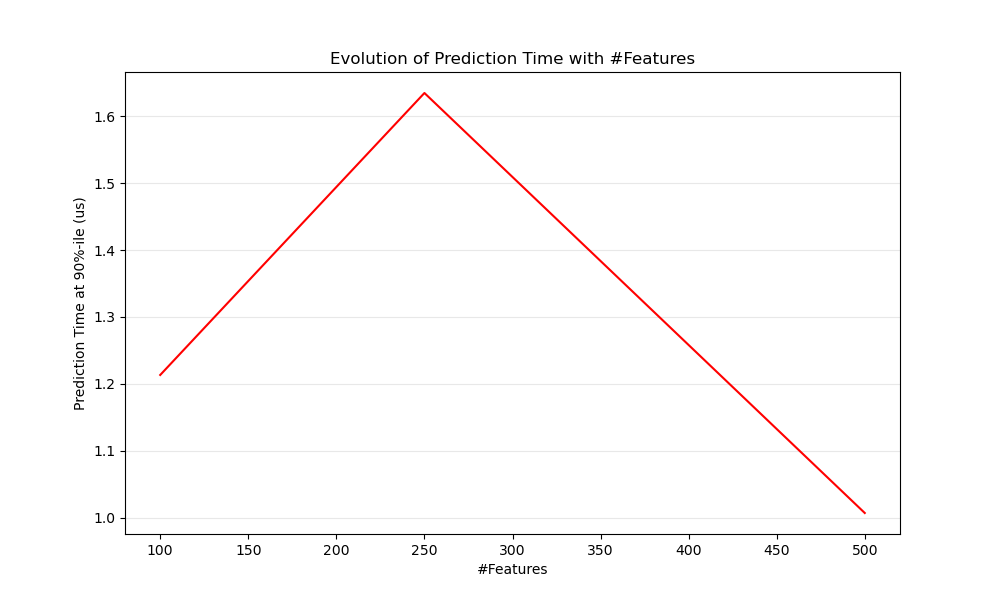 Evolution of Prediction Time with #Features
Prediction Time at 90%-ile (us)
1.6
1.5
1.4
1.3
1.2
1.1
1.0
100 150 200 250 300 350 400 450 500
#Features